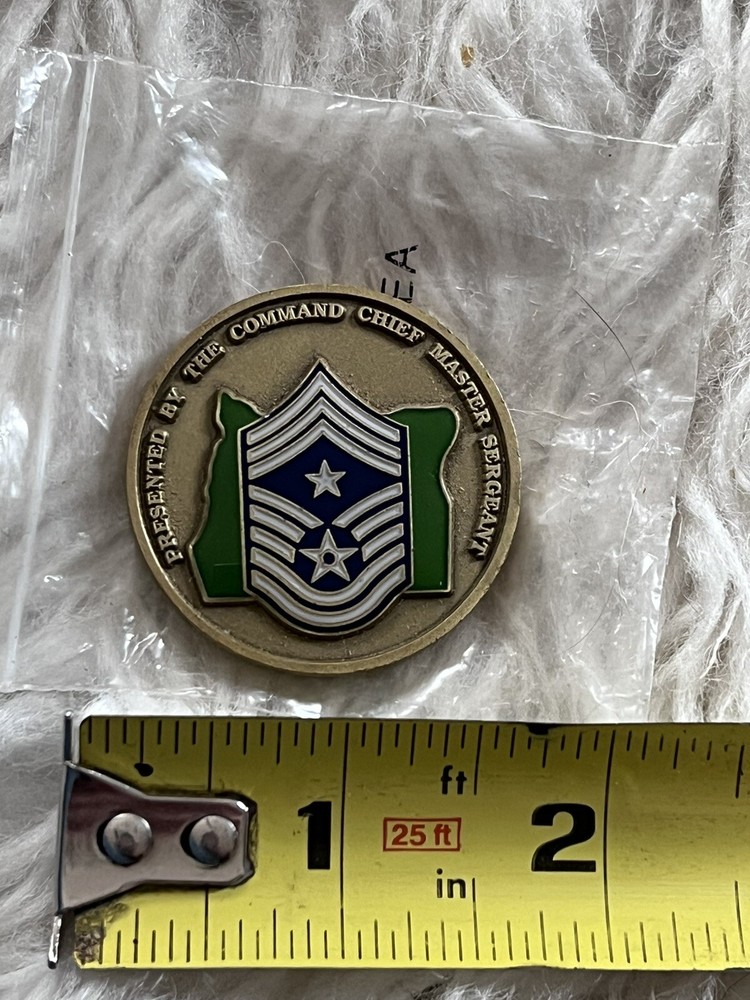 EA
PRESENTED BY THE COMMAND CHIEF MASTER SERGEANT
ft
1 25 ft 2
in